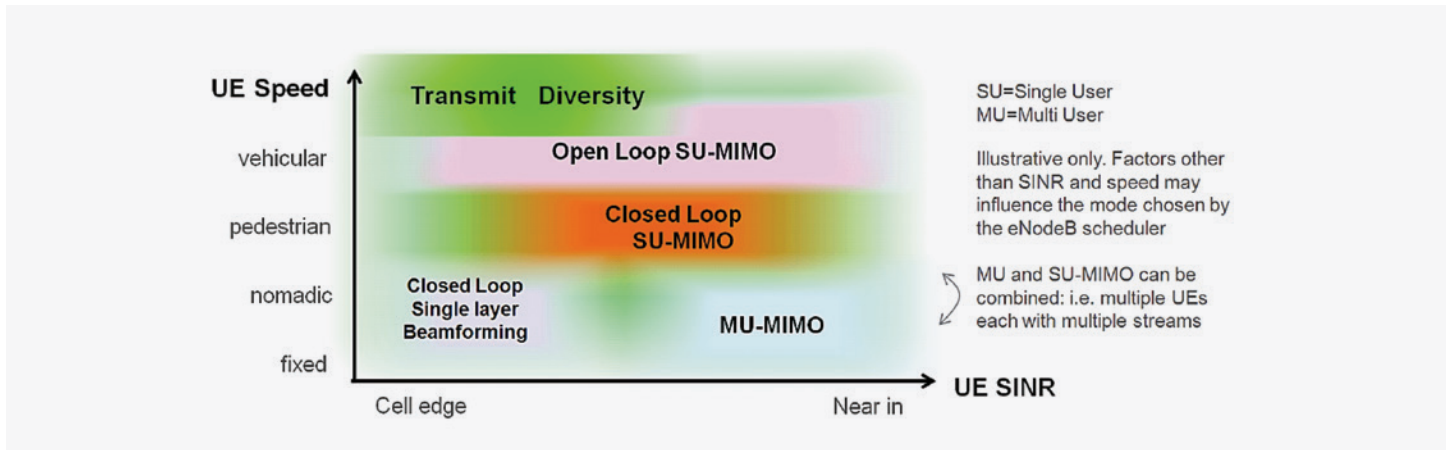 UE Speed
Transmit Diversity
vehicular
Open Loop SU-MIMO
pedestrian
Closed Loop
SU-MIMO
nomadic
Closed Loop
Single layer
Beamforming
MU-MIMO
fixed
Cell edge
Near in
UE SINR
SU=Single User
MU=Multi User
Illustrative only. Factors other
than SINR and speed may
influence the mode chosen by
the eNodeB scheduler
MU and SU-MIMO can be
combined: i.e. multiple UEs
each with multiple streams